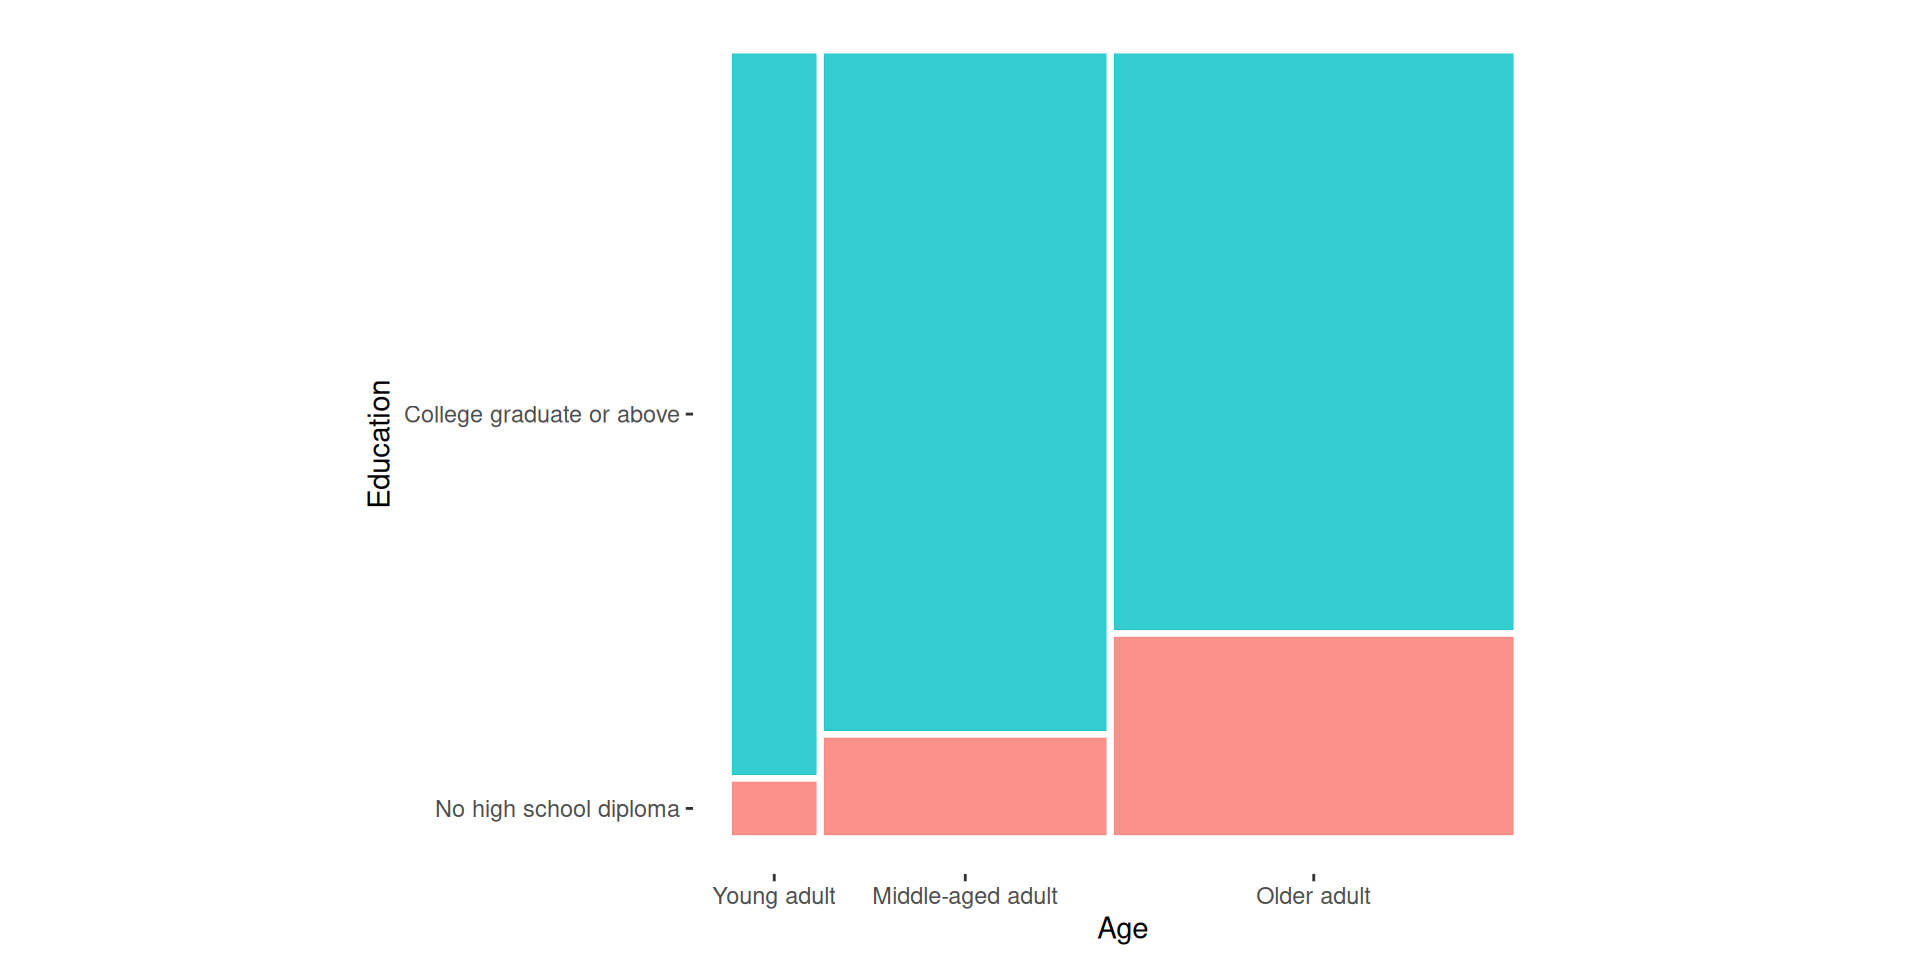 Education
College graduate or above
No high school diploma
Young adult
Middle-aged adult
Older adult
Age